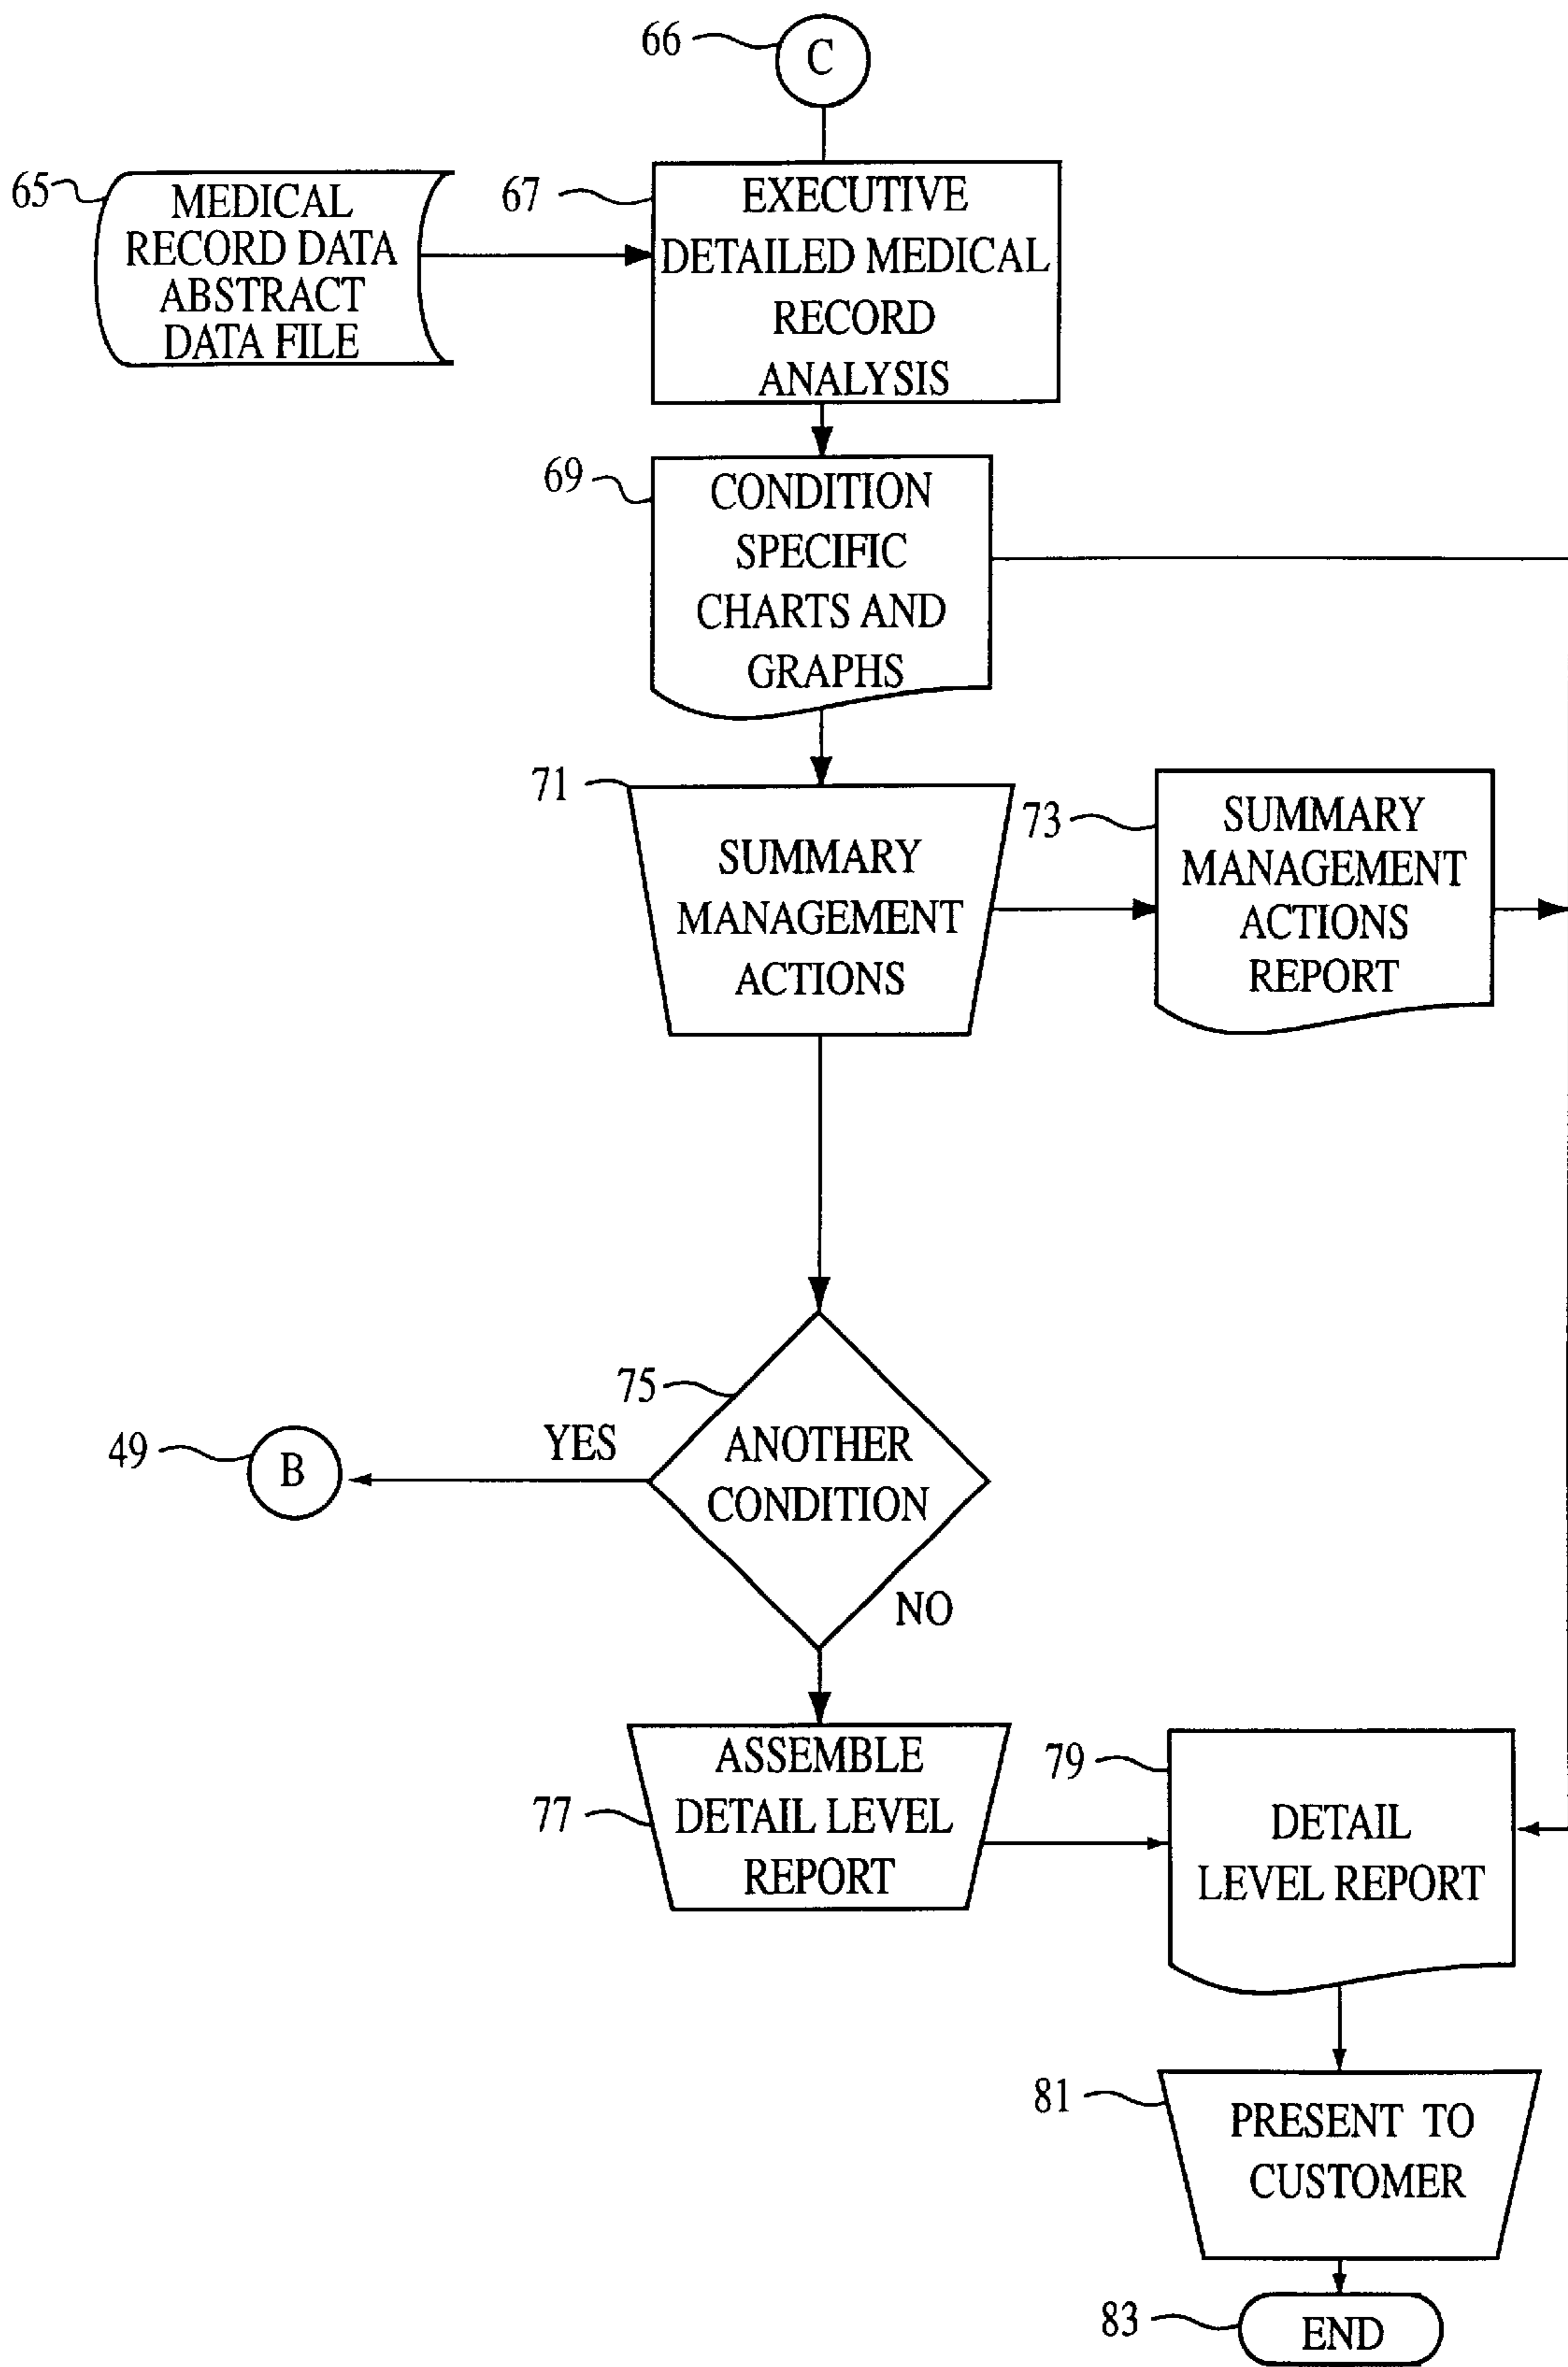 66
C
65
MEDICAL
RECORD DATA
ABSTRACT
DATA FILE
67
EXECUTIVE
DETAILED MEDICAL
RECORD
ANALYSIS
69
CONDITION
SPECIFIC
CHARTS AND
GRAPHS
71
SUMMARY
MANAGEMENT
ACTIONS
73
SUMMARY
MANAGEMENT
ACTIONS
REPORT
75
ANOTHER
CONDITION
YES
49
B
NO
77
ASSEMBLE
DETAIL LEVEL
REPORT
79
DETAIL
LEVEL REPORT
81
PRESENT TO
CUSTOMER
83
END